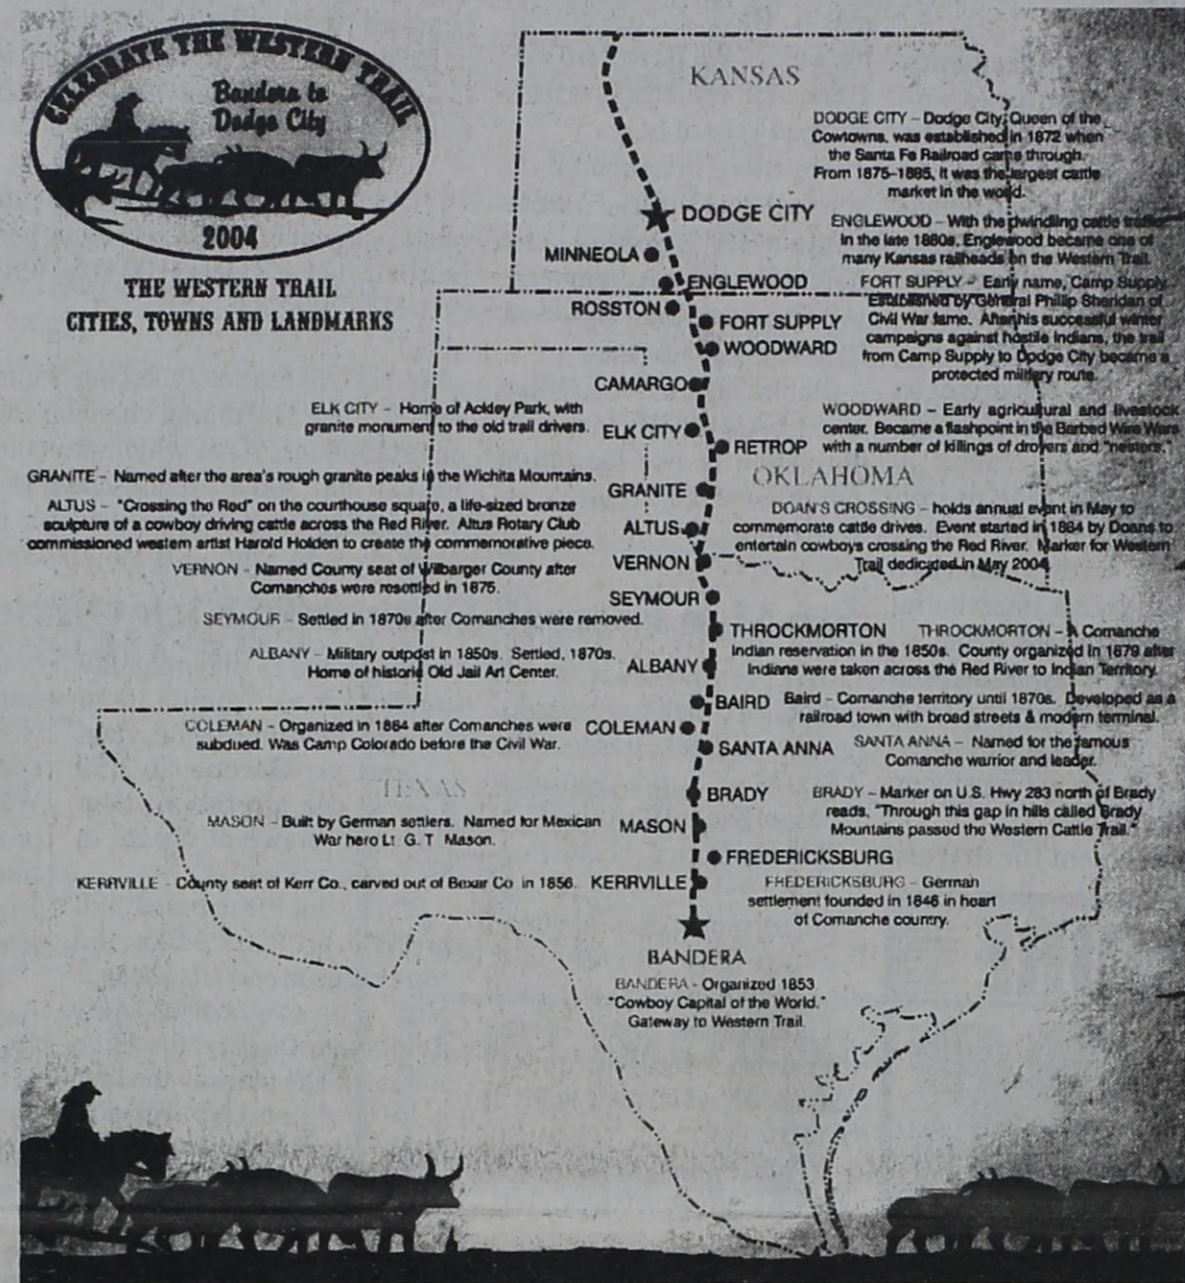 CELEBRATE THE WESTERN TRAIL
Bandera to
Dodge City
2004
THE WESTERN TRAIL
CITIES, TOWNS AND LANDMARKS
KANSAS
DODGE CITY – Dodge City, Queen of the
Cowtowns, was established in 1872 when
the Santa Fe Railroad came through.
From 1875–1885, it was the largest cattle
market in the world.
DODGE CITY
ENGLEWOOD – With the dwindling cattle traffic
in the late 1880s, Englewood became one of
many Kansas railheads on the Western Trail.
MINNEOLA
ENGLEWOOD
FORT SUPPLY – Early name, Camp Supply.
Established by General Philip Sheridan of
Civil War fame. After his successful winter
campaigns against hostile Indians, the trail
from Camp Supply to Dodge City became a
protected military route.
ROSSTON
FORT SUPPLY
WOODWARD
CAMARGO
WOODWARD – Early agricultural and livestock
center. Became a flashpoint in the Barbed Wire Wars
with a number of killings of drovers and "nesters."
ELK CITY – Home of Ackley Park, with
granite monument to the old trail drivers.
ELK CITY
RETROP
OKLAHOMA
GRANITE – Named after the area's rough granite peaks in the Wichita Mountains.
GRANITE
ALTUS – "Crossing the Red" on the courthouse square, a life-sized bronze
sculpture of a cowboy driving cattle across the Red River. Altus Rotary Club
commissioned western artist Harold Holden to create the commemorative piece.
ALTUS
DOAN'S CROSSING – holds annual event in May to
commemorate cattle drives. Event started in 1884 by Doans to
entertain cowboys crossing the Red River. Marker for Western
Trail dedicated in May 2004
VERNON – Named County seat of Wilbarger County after
Comanches were resettled in 1875.
VERNON
SEYMOUR
SEYMOUR – Settled in 1870s after Comanches were removed.
THROCKMORTON
THROCKMORTON – A Comanche
Indian reservation in the 1850s. County organized in 1879 after
Indians were taken across the Red River to Indian Territory.
ALBANY – Military outpost in 1850s. Settled, 1870s.
Home of historic Old Jail Art Center.
ALBANY
BAIRD
Baird – Comanche territory until 1870s. Developed as a
railroad town with broad streets & modern terminal.
COLEMAN – Organized in 1864 after Comanches were
subdued. Was Camp Colorado before the Civil War.
COLEMAN
SANTA ANNA
SANTA ANNA – Named for the famous
Comanche warrior and leader.
TEXAS
BRADY
BRADY – Marker on U.S. Hwy 283 north of Brady
reads, "Through this gap in hills called Brady
Mountains passed the Western Cattle Trail."
MASON – Built by German settlers. Named for Mexican
War hero Lt. G. T. Mason.
MASON
FREDERICKSBURG
KERRVILLE – County seat of Kerr Co., carved out of Bexar Co in 1856.
KERRVILLE
FREDERICKSBURG – German
settlement founded in 1846 in heart
of Comanche country.
BANDERA
BANDERA - Organized 1853
"Cowboy Capital of the World."
Gateway to Western Trail.